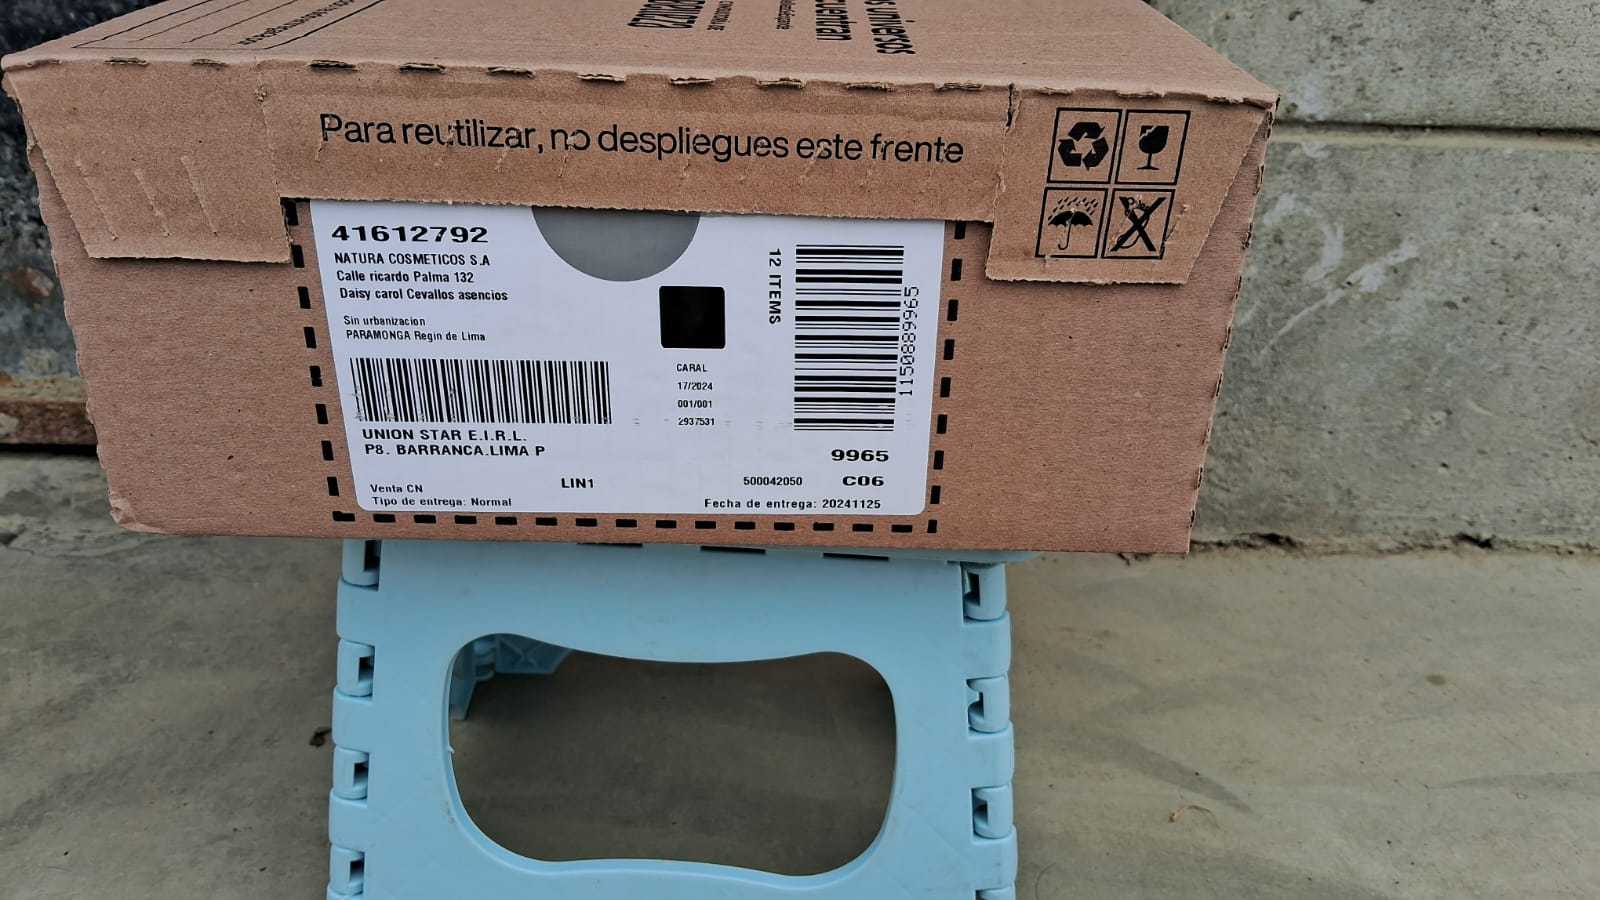 s universos
cuentran
Para reutilizar, no despliegues este frente
41612792
NATURA COSMETICOS S.A
Calle ricardo Palma 132
Daisy carol Cevallos asencios
Sin urbanizacion
PARAMONGA Regin de Lima
12 ITEMS
1150889965
CARAL
17/2024
001/001
2937531
UNION STAR E.I.R.L.
P8. BARRANCA.LIMA P
9965
LIN1
500042050
C06
Venta CN
Tipo de entrega: Normal
Fecha de entrega: 20241125